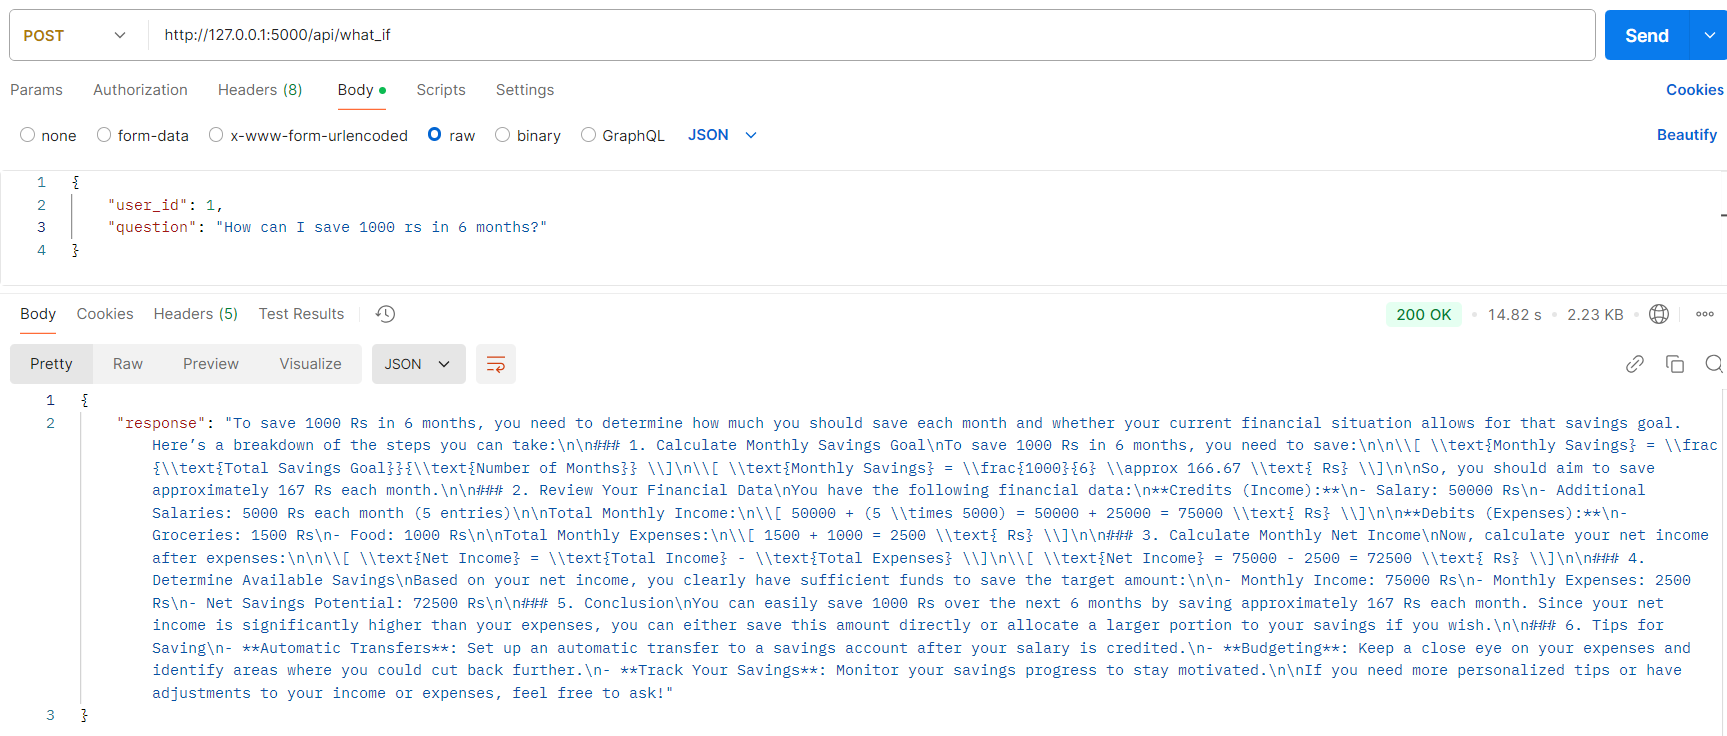 POST http://127.0.0.1:5000/api/what_if Send
Params Authorization Headers (8) Body Scripts Settings Cookies
none form-data x-www-form-urlencoded raw binary GraphQL JSON Beautify
1 {
2 "user_id": 1,
3 "question": "How can I save 1000 rs in 6 months?"
4 }
Body Cookies Headers (5) Test Results 200 OK 14.82 s 2.23 KB
Pretty Raw Preview Visualize JSON
1 {
2 "response": "To save 1000 Rs in 6 months, you need to determine how much you should save each month and whether your current financial situation allows for that savings goal.
Here’s a breakdown of the steps you can take:\n\n### 1. Calculate Monthly Savings Goal\nTo save 1000 Rs in 6 months, you need to save:\n\n\\[ \\text{Monthly Savings} = \\frac
{\\text{Total Savings Goal}}{\\text{Number of Months}} \\]\n\\[ \\text{Monthly Savings} = \\frac{1000}{6} \\approx 166.67 \\text{ Rs} \\]\n\nSo, you should aim to save
approximately 167 Rs each month.\n\n### 2. Review Your Financial Data\nYou have the following financial data:\n**Credits (Income):**\n- Salary: 50000 Rs\n- Additional
Salaries: 5000 Rs each month (5 entries)\n\nTotal Monthly Income:\n\\[ 50000 + (5 \\times 5000) = 50000 + 25000 = 75000 \\text{ Rs} \\]\n\n**Debits (Expenses):**\n-
Groceries: 1500 Rs\n- Food: 1000 Rs\n\nTotal Monthly Expenses:\n\\[ 1500 + 1000 = 2500 \\text{ Rs} \\]\n\n### 3. Calculate Monthly Net Income\nNow, calculate your net income
after expenses:\n\n\\[ \\text{Net Income} = \\text{Total Income} - \\text{Total Expenses} \\]\n\\[ \\text{Net Income} = 75000 - 2500 = 72500 \\text{ Rs} \\]\n\n### 4.
Determine Available Savings\nBased on your net income, you clearly have sufficient funds to save the target amount:\n\n- Monthly Income: 75000 Rs\n- Monthly Expenses: 2500
Rs\n- Net Savings Potential: 72500 Rs\n\n### 5. Conclusion\nYou can easily save 1000 Rs over the next 6 months by saving approximately 167 Rs each month. Since your net
income is significantly higher than your expenses, you can either save this amount directly or allocate a larger portion to your savings if you wish.\n\n### 6. Tips for
Saving\n- **Automatic Transfers**: Set up an automatic transfer to a savings account after your salary is credited.\n- **Budgeting**: Keep a close eye on your expenses and
identify areas where you could cut back further.\n- **Track Your Savings**: Monitor your savings progress to stay motivated.\n\nIf you need more personalized tips or have
adjustments to your income or expenses, feel free to ask!"
3 }